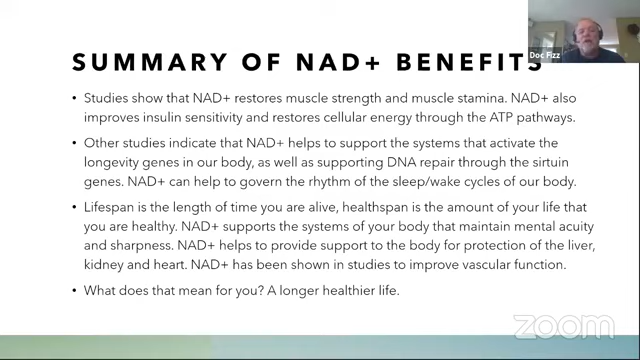 Doc Fizz
SUMMARY OF NAD+ BENEFITS
• Studies show that NAD+ restores muscle strength and muscle stamina. NAD+ also
improves insulin sensitivity and restores cellular energy through the ATP pathways.
• Other studies indicate that NAD+ helps to support the systems that activate the
longevity genes in our body, as well as supporting DNA repair through the sirtuin
genes. NAD+ can help to govern the rhythm of the sleep/wake cycles of our body.
• Lifespan is the length of time you are alive, healthspan is the amount of your life that
you are healthy. NAD+ supports the systems of your body that maintain mental acuity
and sharpness. NAD+ helps to provide support to the body for protection of the liver,
kidney and heart. NAD+ has been shown in studies to improve vascular function.
• What does that mean for you? A longer healthier life.
zoom